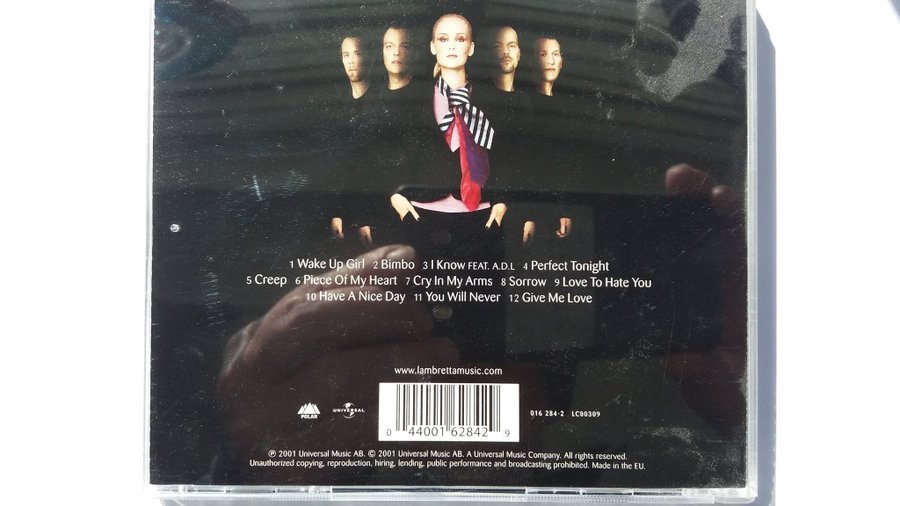 1 Wake Up Girl 2 Bimbo 3 I Know FEAT. A.D.L 4 Perfect Tonight
5 Creep 6 Piece Of My Heart 7 Cry In My Arms 8 Sorrow 9 Love To Hate You
10 Have A Nice Day 11 You Will Never 12 Give Me Love
www.lambrettamusic.com
POLAR UNIVERSAL 016 284-2 LC00309
0 44001 62842 9
℗ 2001 Universal Music AB. © 2001 Universal Music AB. A Universal Music Company. All rights reserved.
Unauthorized copying, reproduction, hiring, lending, public performance and broadcasting prohibited. Made in the EU.